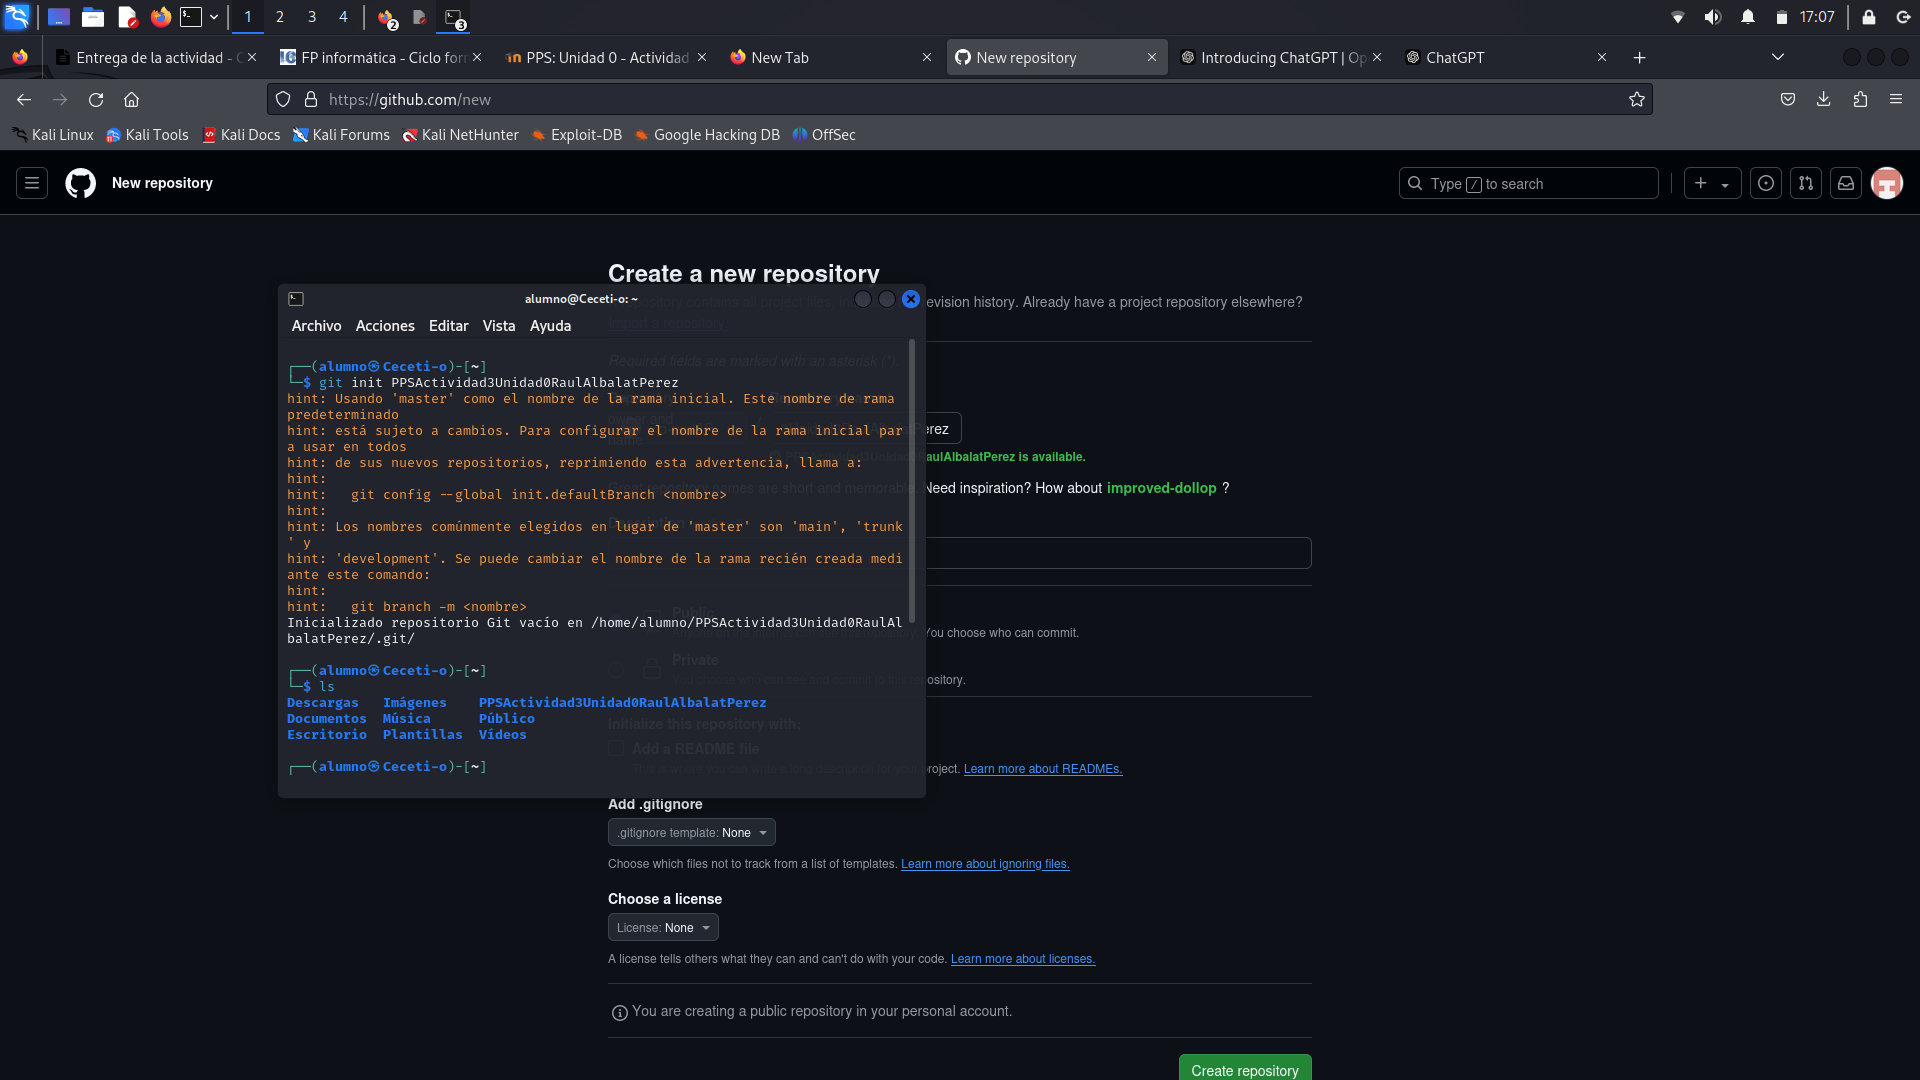 1 2 3 4 2 3 17:07
Entrega de la actividad - C
FP informática - Ciclo for
PPS: Unidad 0 - Actividad
New Tab
New repository
Introducing ChatGPT | Op
ChatGPT
https://github.com/new
Kali Linux Kali Tools Kali Docs Kali Forums Kali NetHunter Exploit-DB Google Hacking DB OffSec
New repository
Type / to search
Create a new repository
evision history. Already have a project repository elsewhere?
Import a repository.
Required fields are marked with an asterisk (*).
erez
aulAlbalatPerez is available.
Great repository names are short and memorable. Need inspiration? How about improved-dollop ?
Public
You choose who can commit.
Private
You choose who can see and commit to this repository.
Initialize this repository with:
Add a README file
This is where you can write a long description for your project. Learn more about READMEs.
Add .gitignore
.gitignore template: None
Choose which files not to track from a list of templates. Learn more about ignoring files.
Choose a license
License: None
A license tells others what they can and can't do with your code. Learn more about licenses.
You are creating a public repository in your personal account.
Create repository
alumno@Ceceti-o: ~
Archivo Acciones Editar Vista Ayuda
┌──(alumno㉿Ceceti-o)-[~]
└─$ git init PPSActividad3Unidad0RaulAlbalatPerez
hint: Usando 'master' como el nombre de la rama inicial. Este nombre de rama
predeterminado
hint: está sujeto a cambios. Para configurar el nombre de la rama inicial par
a usar en todos
hint: de sus nuevos repositorios, reprimiendo esta advertencia, llama a:
hint:
hint:   git config --global init.defaultBranch <nombre>
hint:
hint: Los nombres comúnmente elegidos en lugar de 'master' son 'main', 'trunk
' y
hint: 'development'. Se puede cambiar el nombre de la rama recién creada medi
ante este comando:
hint:
hint:   git branch -m <nombre>
Inicializado repositorio Git vacío en /home/alumno/PPSActividad3Unidad0RaulAl
balatPerez/.git/
┌──(alumno㉿Ceceti-o)-[~]
└─$ ls
Descargas Imágenes PPSActividad3Unidad0RaulAlbalatPerez
Documentos Música Público
Escritorio Plantillas Vídeos
┌──(alumno㉿Ceceti-o)-[~]